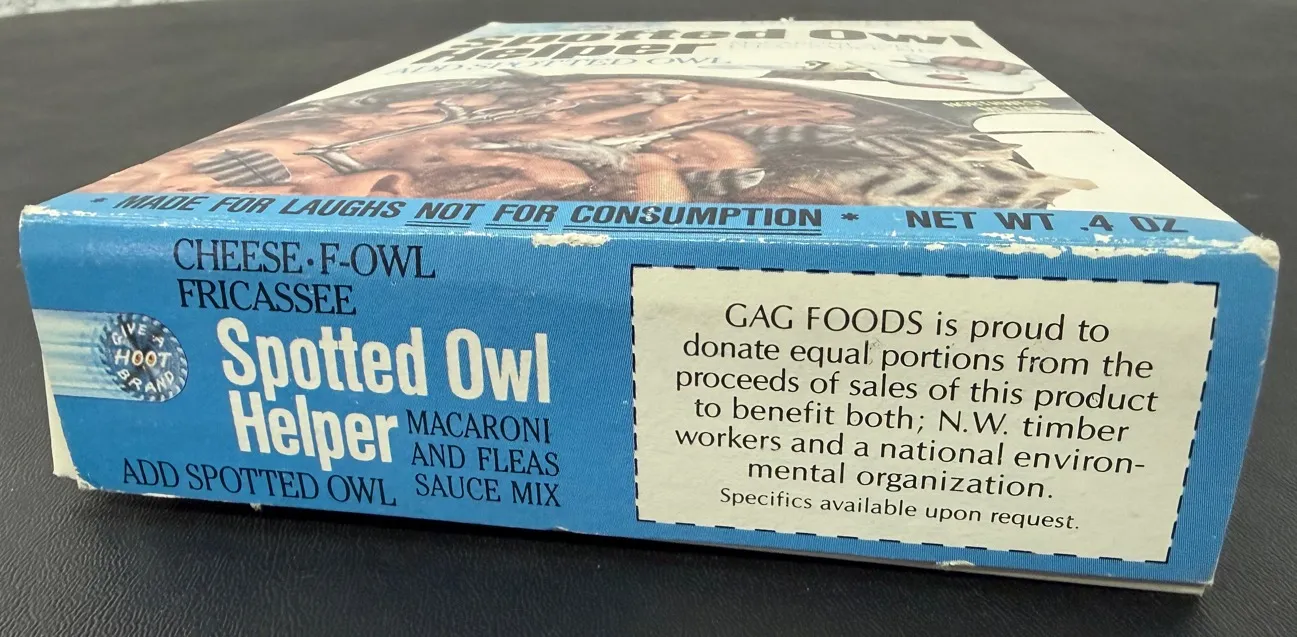 Spotted Owl
Helper
ADD SPOTTED OWL
* MADE FOR LAUGHS NOT FOR CONSUMPTION * NET WT .4 OZ
CHEESE·F-OWL
FRICASSEE
GIVE A
HOOT
BRAND
Spotted Owl
Helper
MACARONI
AND FLEAS
SAUCE MIX
ADD SPOTTED OWL
GAG FOODS is proud to
donate equal portions from the
proceeds of sales of this product
to benefit both; N.W. timber
workers and a national environ-
mental organization.
Specifics available upon request.